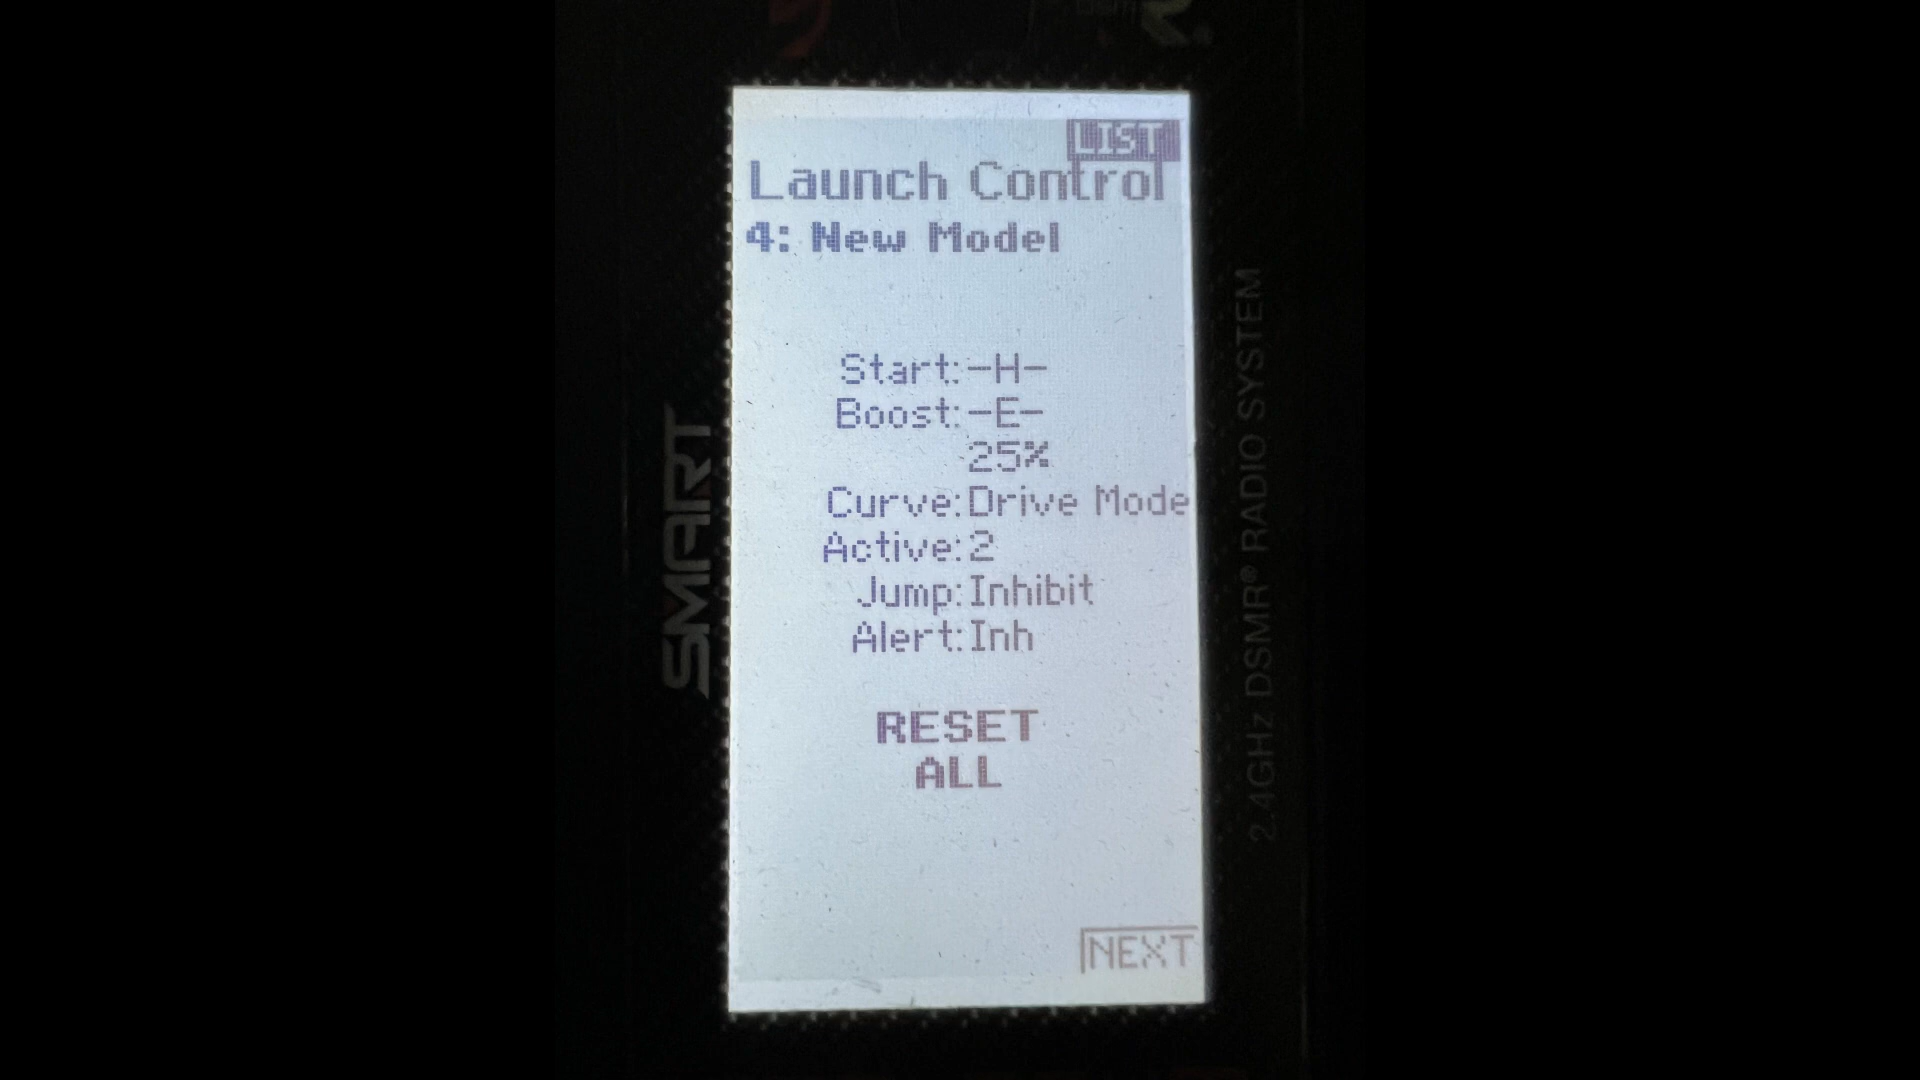 LIST
Launch Control
4: New Model
Start:-H-
Boost:-E-
25%
Curve:Drive Mode
Active:2
Jump:Inhibit
Alert:Inh
RESET
ALL
NEXT
SMART
2.4GHz DSMR® RADIO SYSTEM